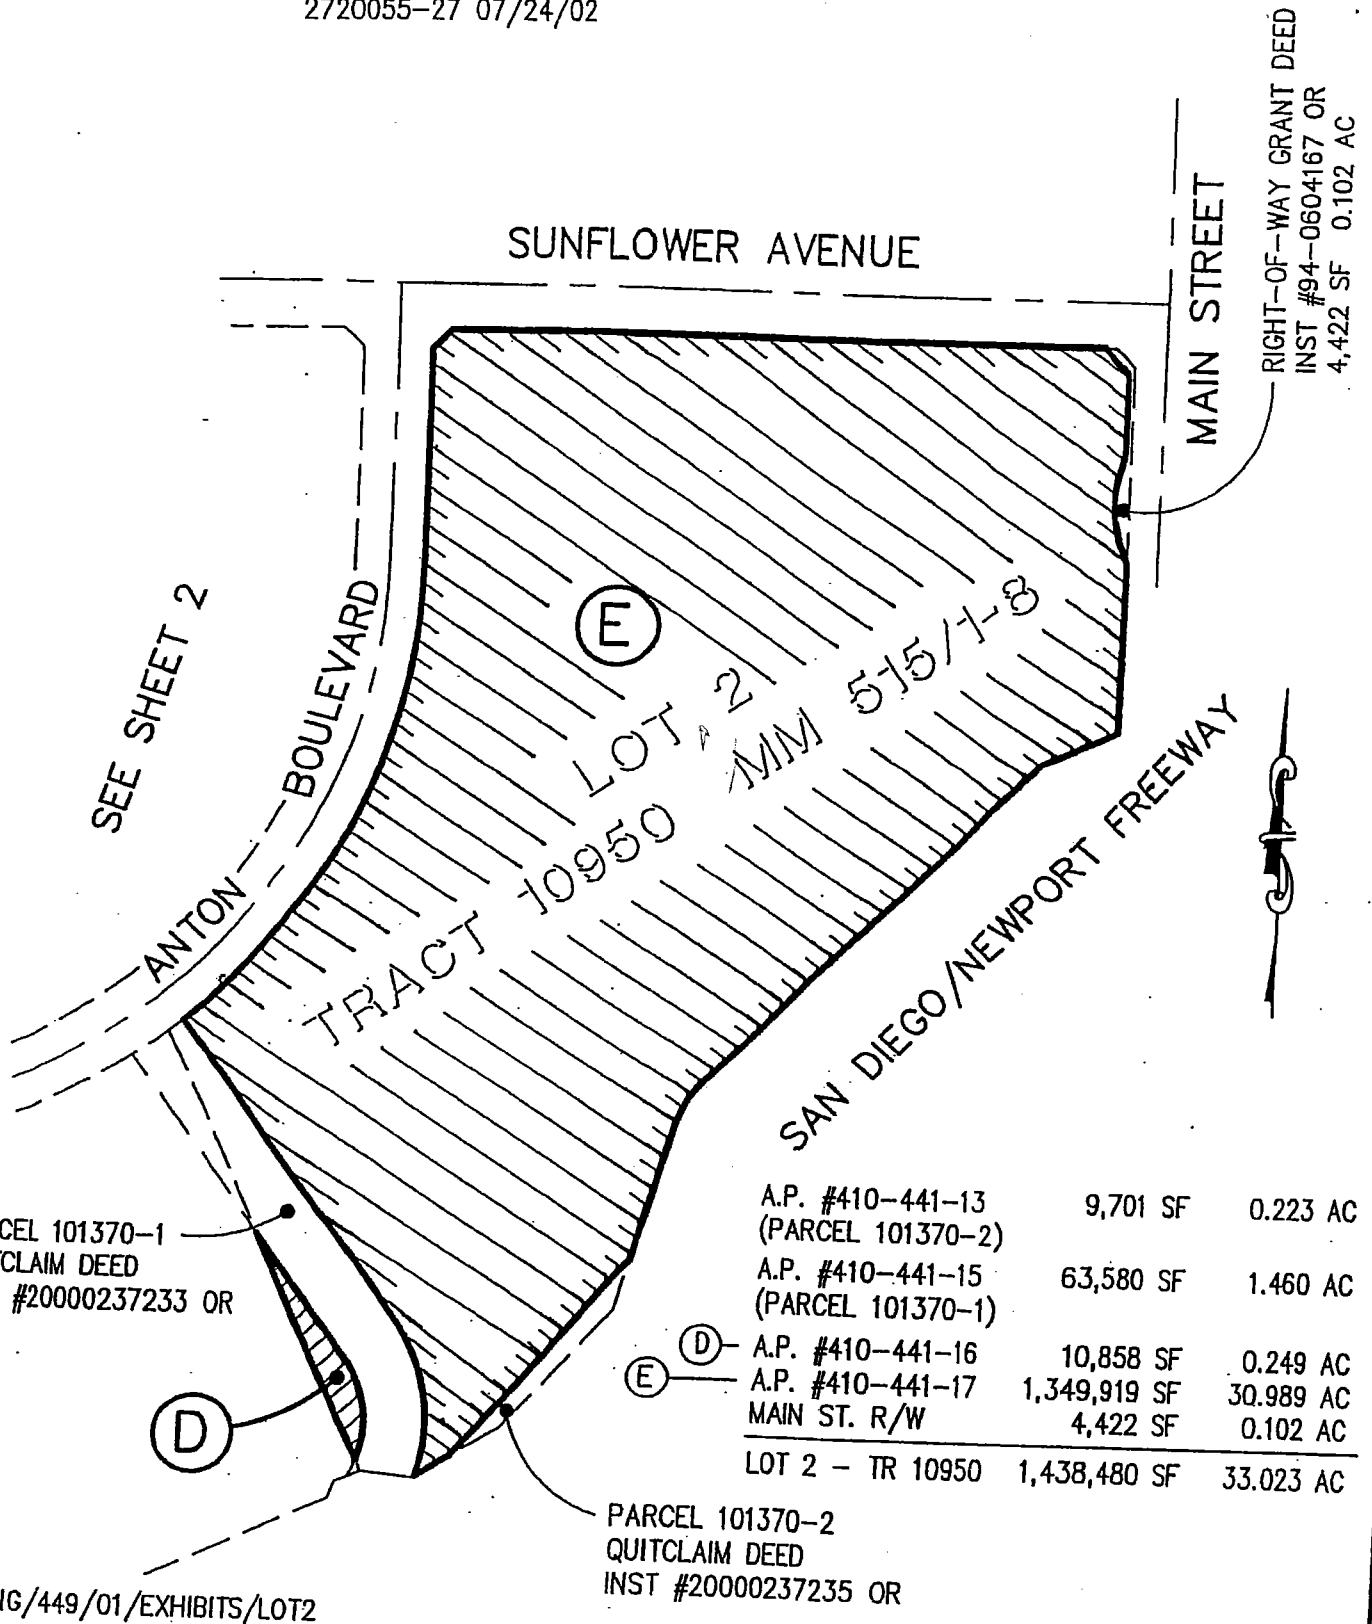 2720055-27 07/24/02
RIGHT-OF-WAY GRANT DEED
INST #94-0604167 OR
4,422 SF 0.102 AC
SUNFLOWER AVENUE
MAIN STREET
SEE SHEET 2
ANTON BOULEVARD
E
LOT 2
TRACT 10950 MM 515/1-8
SAN DIEGO/NEWPORT FREEWAY
CEL 101370-1
CLAIM DEED
#20000237233 OR
D
A.P. #410-441-13 9,701 SF 0.223 AC
(PARCEL 101370-2)
A.P. #410-441-15 63,580 SF 1.460 AC
(PARCEL 101370-1)
D A.P. #410-441-16 10,858 SF 0.249 AC
E A.P. #410-441-17 1,349,919 SF 30.989 AC
MAIN ST. R/W 4,422 SF 0.102 AC
LOT 2 - TR 10950 1,438,480 SF 33.023 AC
PARCEL 101370-2
QUITCLAIM DEED
INST #20000237235 OR
IG/449/01/EXHIBITS/LOT2